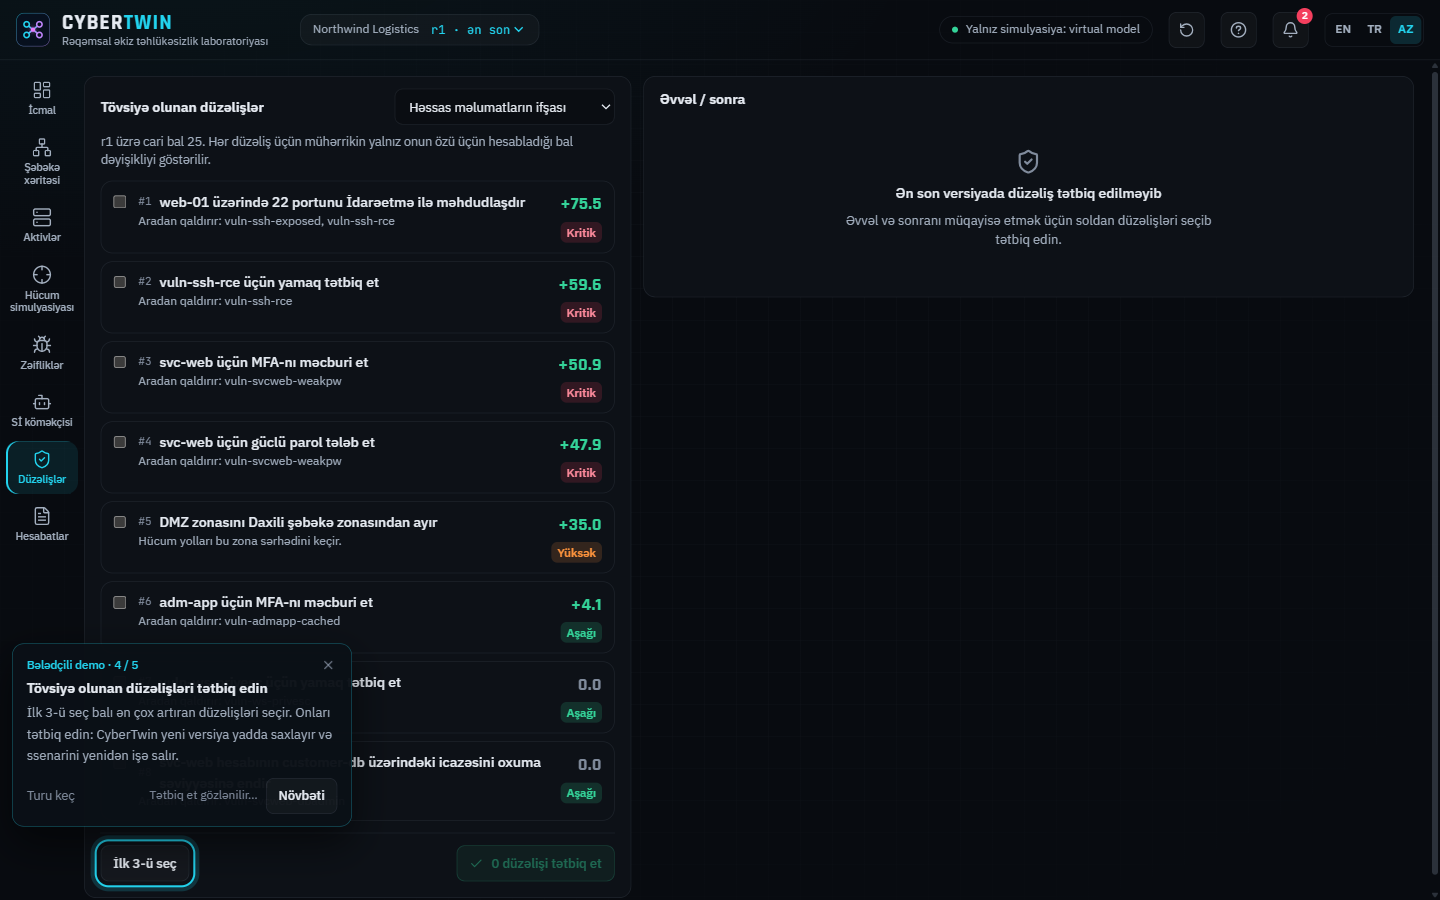 CYBERTWIN
Rəqəmsal əkiz təhlükəsizlik laboratoriyası
Northwind Logistics r1 · ən son
Yalnız simulyasiya: virtual model
2
EN TR AZ
İcmal
Şəbəkə
xəritəsi
Aktivlər
Hücum
simulyasiyası
Zəifliklər
Sİ köməkçisi
Düzəlişlər
Hesabatlar
Tövsiyə olunan düzəlişlər
Həssas məlumatların ifşası
r1 üzrə cari bal 25. Hər düzəliş üçün mühərrikin yalnız onun özü üçün hesabladığı bal
dəyişikliyi göstərilir.
#1 web-01 üzərində 22 portunu İdarəetmə ilə məhdudlaşdır +75.5
Aradan qaldırır: vuln-ssh-exposed, vuln-ssh-rce
Kritik
#2 vuln-ssh-rce üçün yamaq tətbiq et +59.6
Aradan qaldırır: vuln-ssh-rce
Kritik
#3 svc-web üçün MFA-nı məcburi et +50.9
Aradan qaldırır: vuln-svcweb-weakpw
Kritik
#4 svc-web üçün güclü parol tələb et +47.9
Aradan qaldırır: vuln-svcweb-weakpw
Kritik
#5 DMZ zonasını Daxili şəbəkə zonasından ayır +35.0
Hücum yolları bu zona sərhədini keçir.
Yüksək
#6 adm-app üçün MFA-nı məcburi et +4.1
Aradan qaldırır: vuln-admapp-cached
Aşağı
üçün yamaq tətbiq et 0.0
Aşağı
customer-db üzərindəki icazəsini oxuma 0.0
Aşağı
Bələdçili demo · 4 / 5
Tövsiyə olunan düzəlişləri tətbiq edin
İlk 3-ü seç balı ən çox artıran düzəlişləri seçir. Onları
tətbiq edin: CyberTwin yeni versiya yadda saxlayır və
ssenarini yenidən işə salır.
Turu keç Tətbiq et gözlənilir... Növbəti
İlk 3-ü seç
0 düzəlişi tətbiq et
Əvvəl / sonra
Ən son versiyada düzəliş tətbiq edilməyib
Əvvəl və sonranı müqayisə etmək üçün soldan düzəlişləri seçib
tətbiq edin.